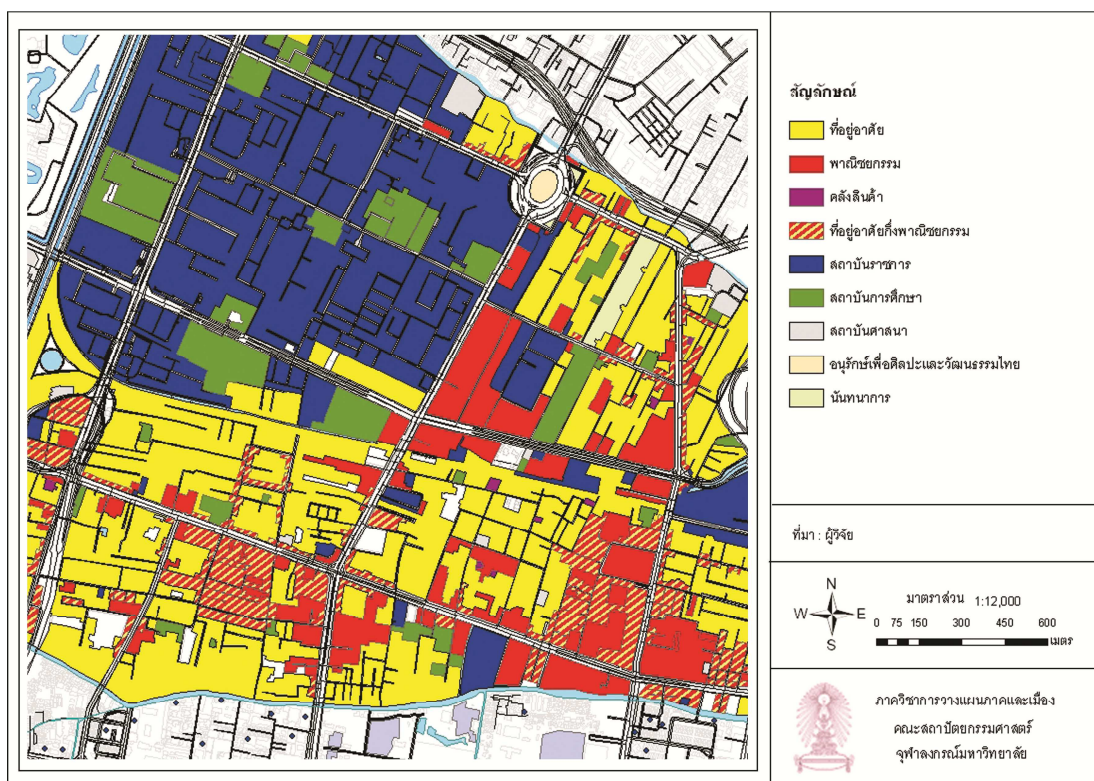 สัญลักษณ์
ที่อยู่อาศัย
พาณิชยกรรม
คลังสินค้า
ที่อยู่อาศัยกึ่งพาณิชยกรรม
สถาบันราชการ
สถาบันการศึกษา
สถาบันศาสนา
อนุรักษ์เพื่อศิลปะและวัฒนธรรมไทย
นันทนาการ
ที่มา : ผู้วิจัย
N
W E
S
มาตราส่วน 1:12,000
0 75 150 300 450 600
เมตร
ภาควิชาการวางแผนภาคและเมือง
คณะสถาปัตยกรรมศาสตร์
จุฬาลงกรณ์มหาวิทยาลัย